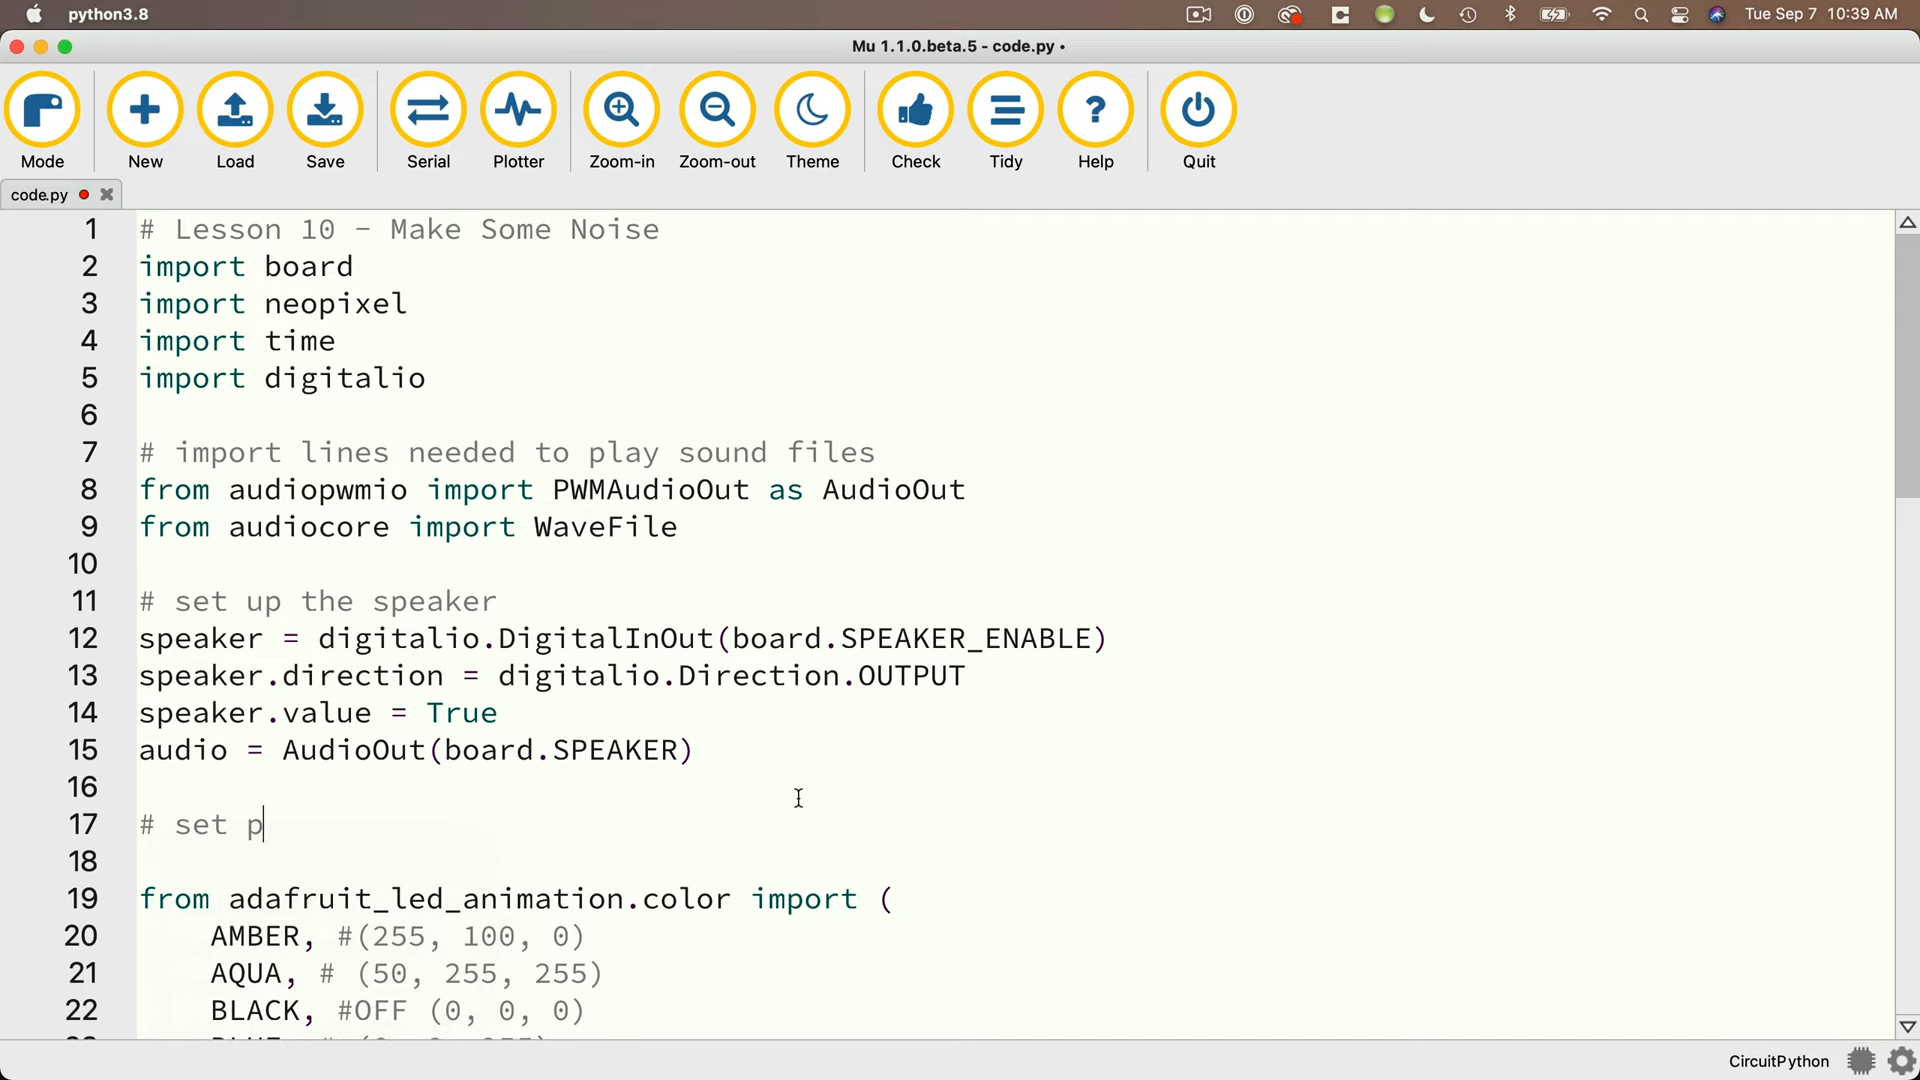 python3.8 Tue Sep 7 10:39 AM
Mu 1.1.0.beta.5 - code.py •
Mode New Load Save Serial Plotter Zoom-in Zoom-out Theme Check Tidy Help Quit
code.py
1 # Lesson 10 - Make Some Noise
2 import board
3 import neopixel
4 import time
5 import digitalio
6
7 # import lines needed to play sound files
8 from audiopwmio import PWMAudioOut as AudioOut
9 from audiocore import WaveFile
10
11 # set up the speaker
12 speaker = digitalio.DigitalInOut(board.SPEAKER_ENABLE)
13 speaker.direction = digitalio.Direction.OUTPUT
14 speaker.value = True
15 audio = AudioOut(board.SPEAKER)
16
17 # set p
18
19 from adafruit_led_animation.color import (
20 AMBER, #(255, 100, 0)
21 AQUA, # (50, 255, 255)
22 BLACK, #OFF (0, 0, 0)
CircuitPython